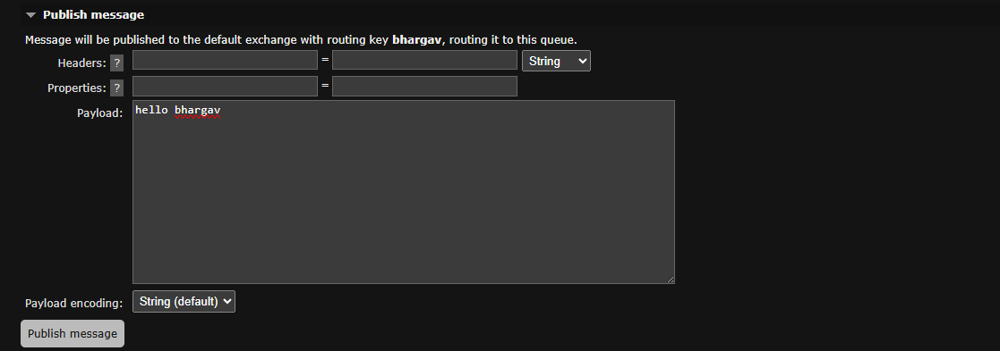 Publish message
Message will be published to the default exchange with routing key bhargav, routing it to this queue.
Headers: ? = String
Properties: ? =
Payload: hello bhargav
Payload encoding: String (default)
Publish message